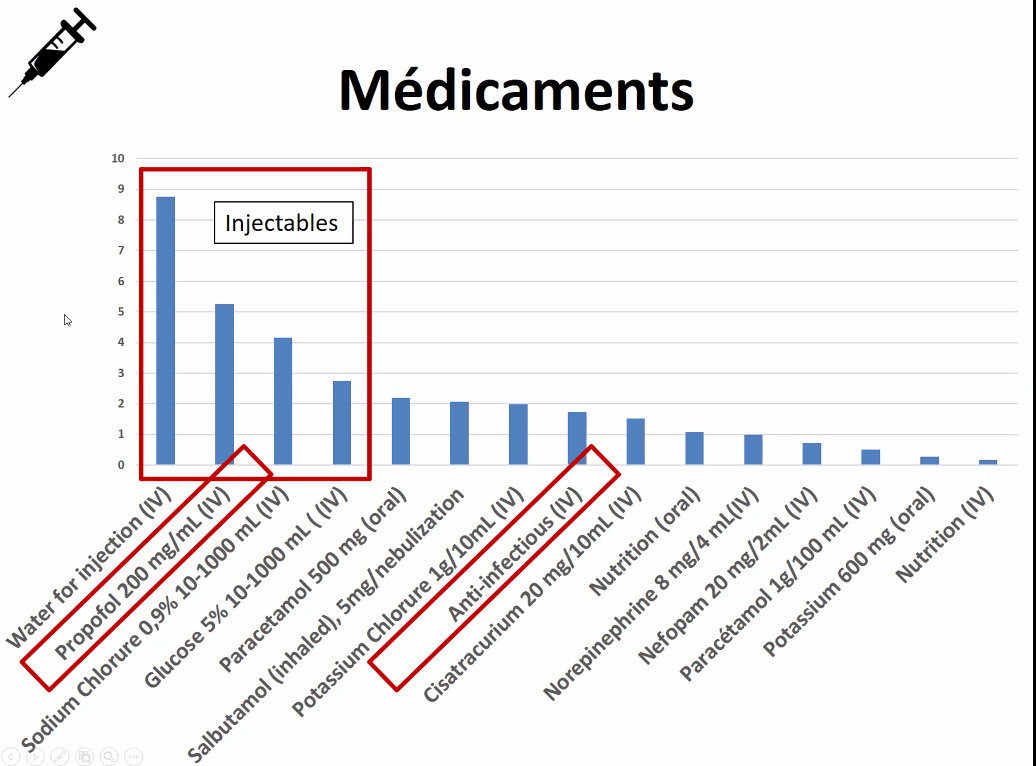 Médicaments
10
9
8
7
6
5
4
3
2
1
0
Injectables
Water for injection (IV)
Propofol 200 mg/mL (IV)
Sodium Chlorure 0,9% 10-1000 mL (IV)
Glucose 5% 10-1000 mL ( (IV)
Paracetamol 500 mg (oral)
Salbutamol (inhaled), 5mg/nebulization
Potassium Chlorure 1g/10mL (IV)
Anti-infectious (IV)
Cisatracurium 20 mg/10mL (IV)
Nutrition (oral)
Norepinephrine 8 mg/4 mL(IV)
Nefopam 20 mg/2mL (IV)
Paracétamol 1g/100 mL (IV)
Potassium 600 mg (oral)
Nutrition (IV)